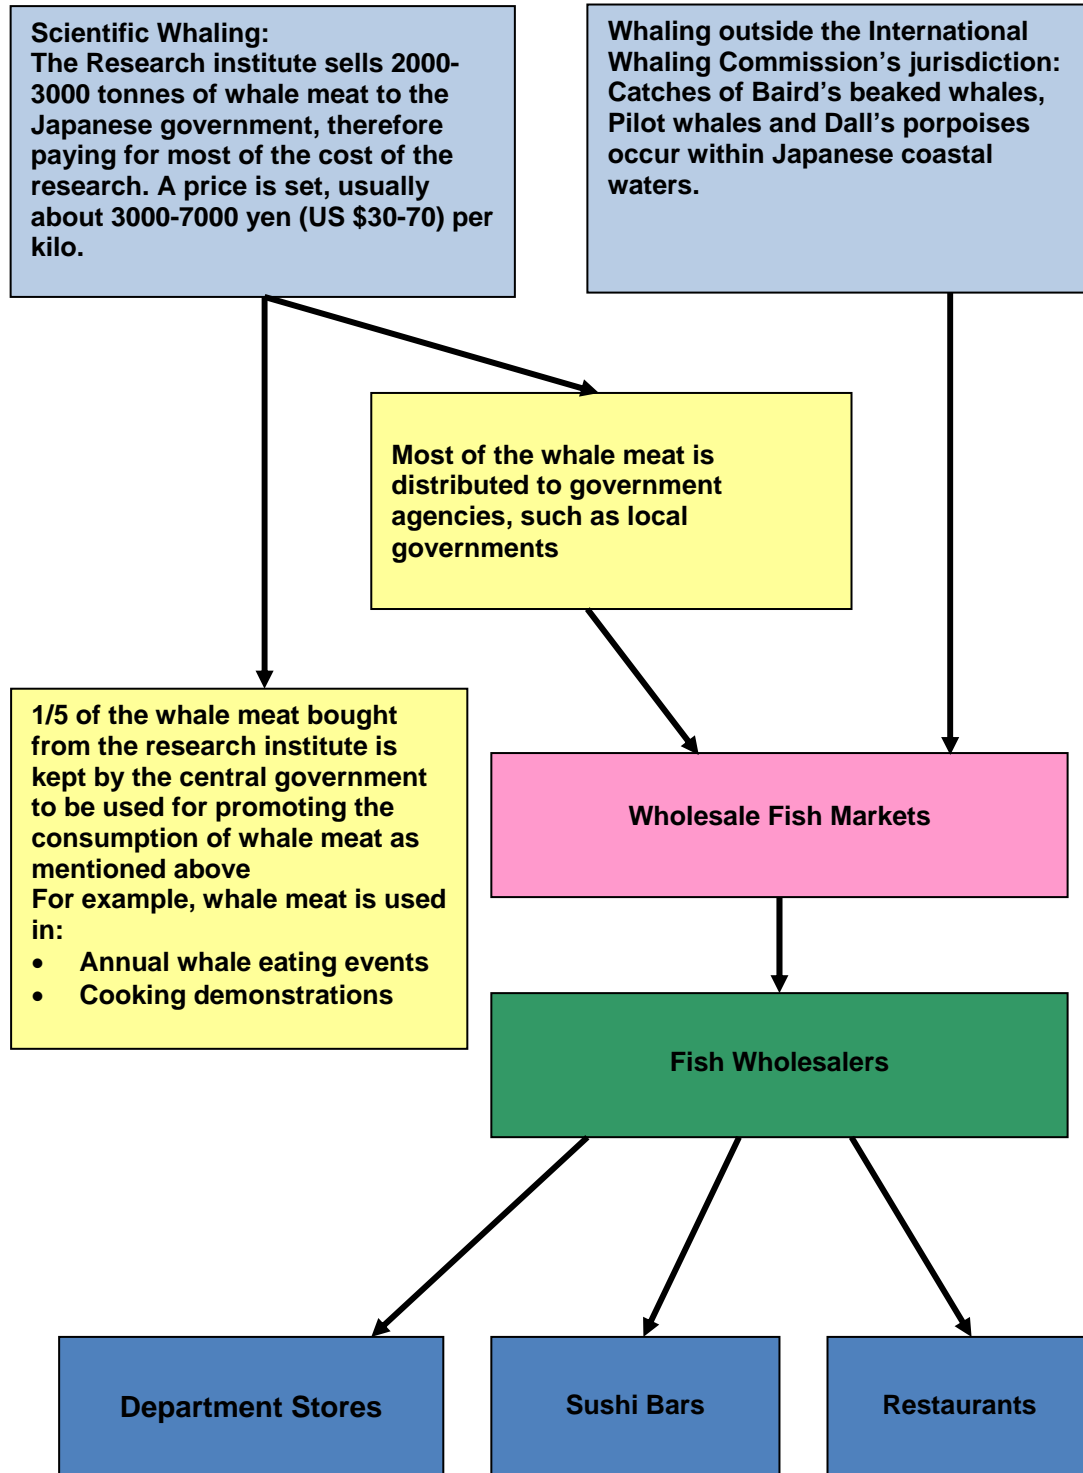 Scientific Whaling:
The Research institute sells 2000-
3000 tonnes of whale meat to the
Japanese government, therefore
paying for most of the cost of the
research. A price is set, usually
about 3000-7000 yen (US $30-70) per
kilo.
Whaling outside the International
Whaling Commission’s jurisdiction:
Catches of Baird’s beaked whales,
Pilot whales and Dall’s porpoises
occur within Japanese coastal
waters.
Most of the whale meat is
distributed to government
agencies, such as local
governments
1/5 of the whale meat bought
from the research institute is
kept by the central government
to be used for promoting the
consumption of whale meat as
mentioned above
For example, whale meat is used
in:
• Annual whale eating events
• Cooking demonstrations
Wholesale Fish Markets
Fish Wholesalers
Department Stores
Sushi Bars
Restaurants